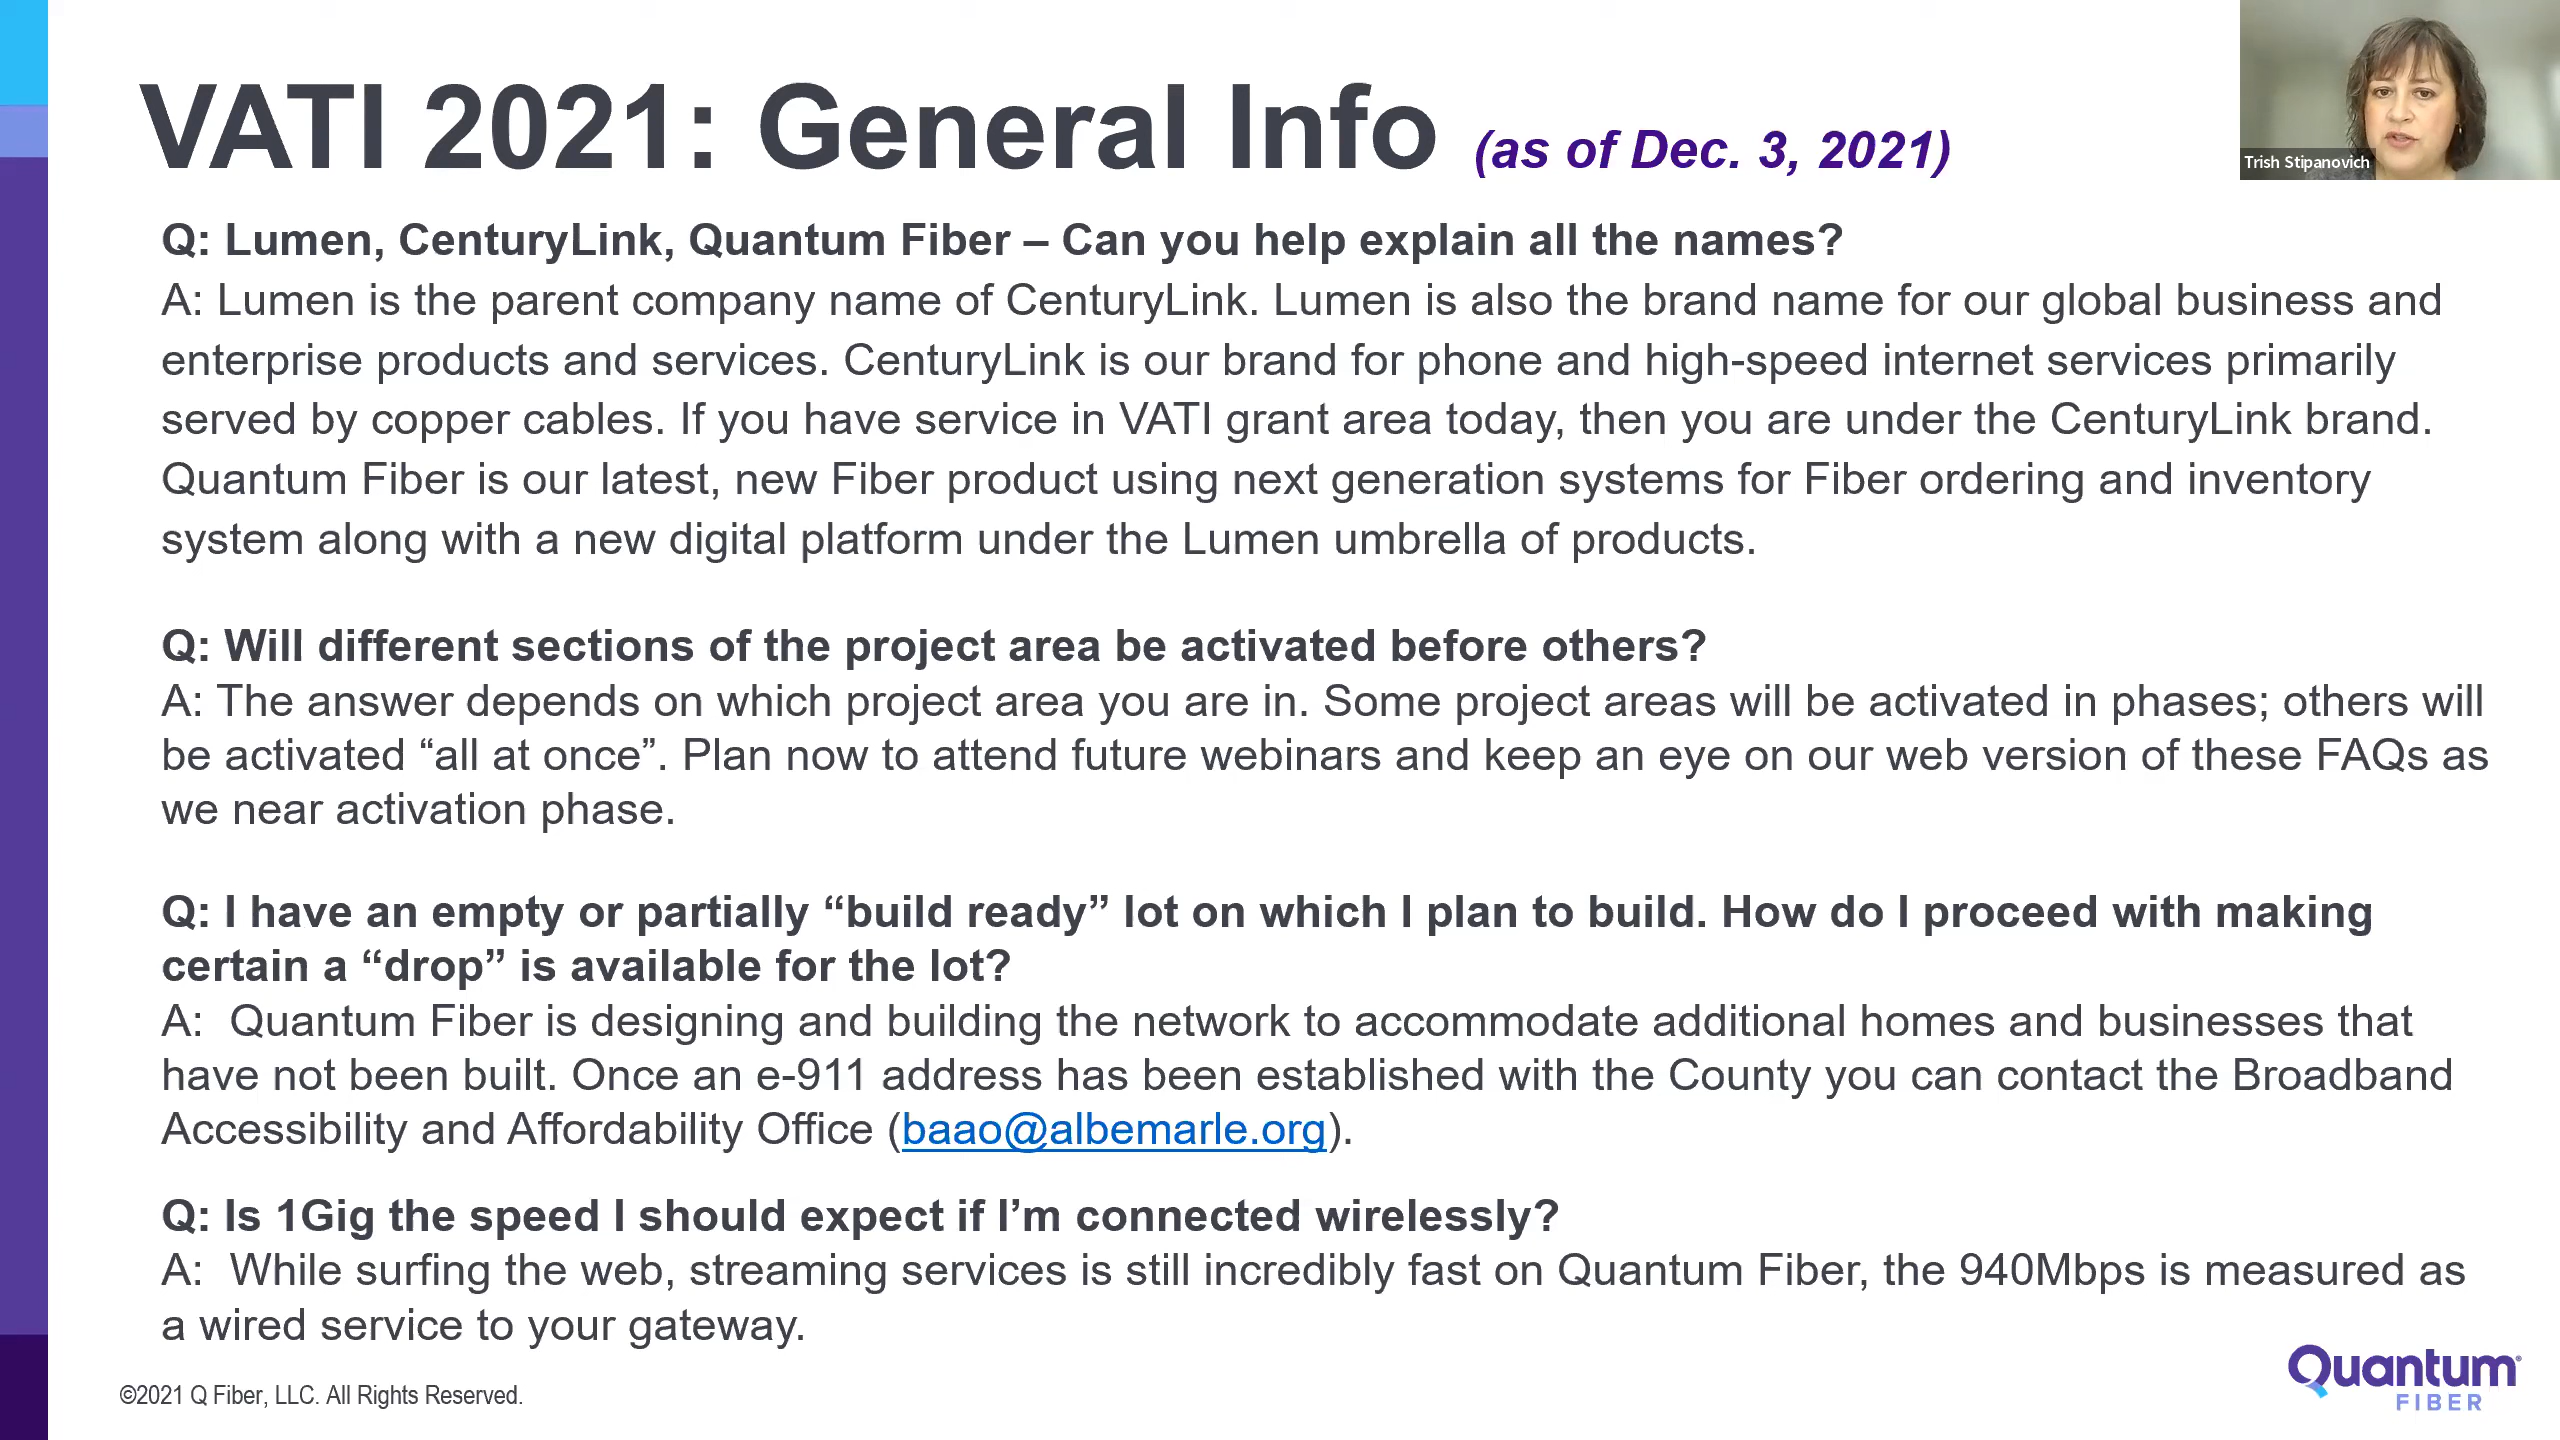 VATI 2021: General Info (as of Dec. 3, 2021)
Trish Stipanovich
Q: Lumen, CenturyLink, Quantum Fiber – Can you help explain all the names?
A: Lumen is the parent company name of CenturyLink. Lumen is also the brand name for our global business and
enterprise products and services. CenturyLink is our brand for phone and high-speed internet services primarily
served by copper cables. If you have service in VATI grant area today, then you are under the CenturyLink brand.
Quantum Fiber is our latest, new Fiber product using next generation systems for Fiber ordering and inventory
system along with a new digital platform under the Lumen umbrella of products.
Q: Will different sections of the project area be activated before others?
A: The answer depends on which project area you are in. Some project areas will be activated in phases; others will
be activated “all at once”. Plan now to attend future webinars and keep an eye on our web version of these FAQs as
we near activation phase.
Q: I have an empty or partially “build ready” lot on which I plan to build. How do I proceed with making
certain a “drop” is available for the lot?
A:  Quantum Fiber is designing and building the network to accommodate additional homes and businesses that
have not been built. Once an e-911 address has been established with the County you can contact the Broadband
Accessibility and Affordability Office (baao@albemarle.org).
Q: Is 1Gig the speed I should expect if I’m connected wirelessly?
A:  While surfing the web, streaming services is still incredibly fast on Quantum Fiber, the 940Mbps is measured as
a wired service to your gateway.
©2021 Q Fiber, LLC. All Rights Reserved.
Quantum®
FIBER